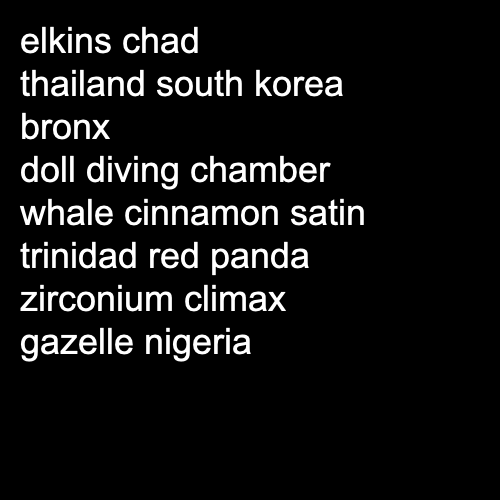 elkins chad
thailand south korea
bronx
doll diving chamber
whale cinnamon satin
trinidad red panda
zirconium climax
gazelle nigeria